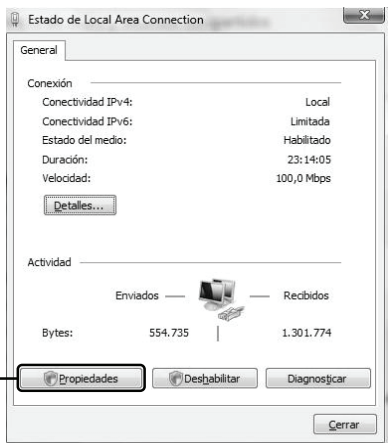 Estado de Local Area Connection
General
Conexión
Conectividad IPv4: Local
Conectividad IPv6: Limitada
Estado del medio: Habilitado
Duración: 23:14:05
Velocidad: 100,0 Mbps
Detalles...
Actividad
Enviados Recibidos
Bytes: 554.735 1.301.774
Propiedades Deshabilitar Diagnosticar
Cerrar